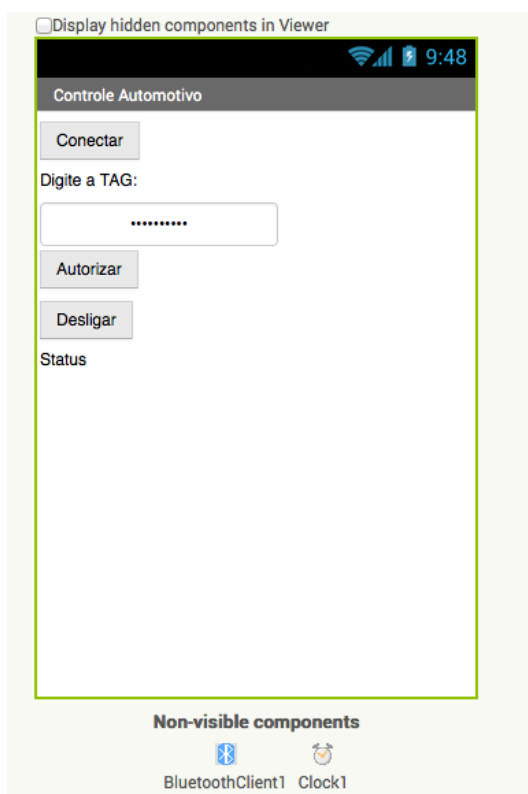 Display hidden components in Viewer
9:48
Controle Automotivo
Conectar
Digite a TAG:
••••••••••
Autorizar
Desligar
Status
Non-visible components
BluetoothClient1 Clock1